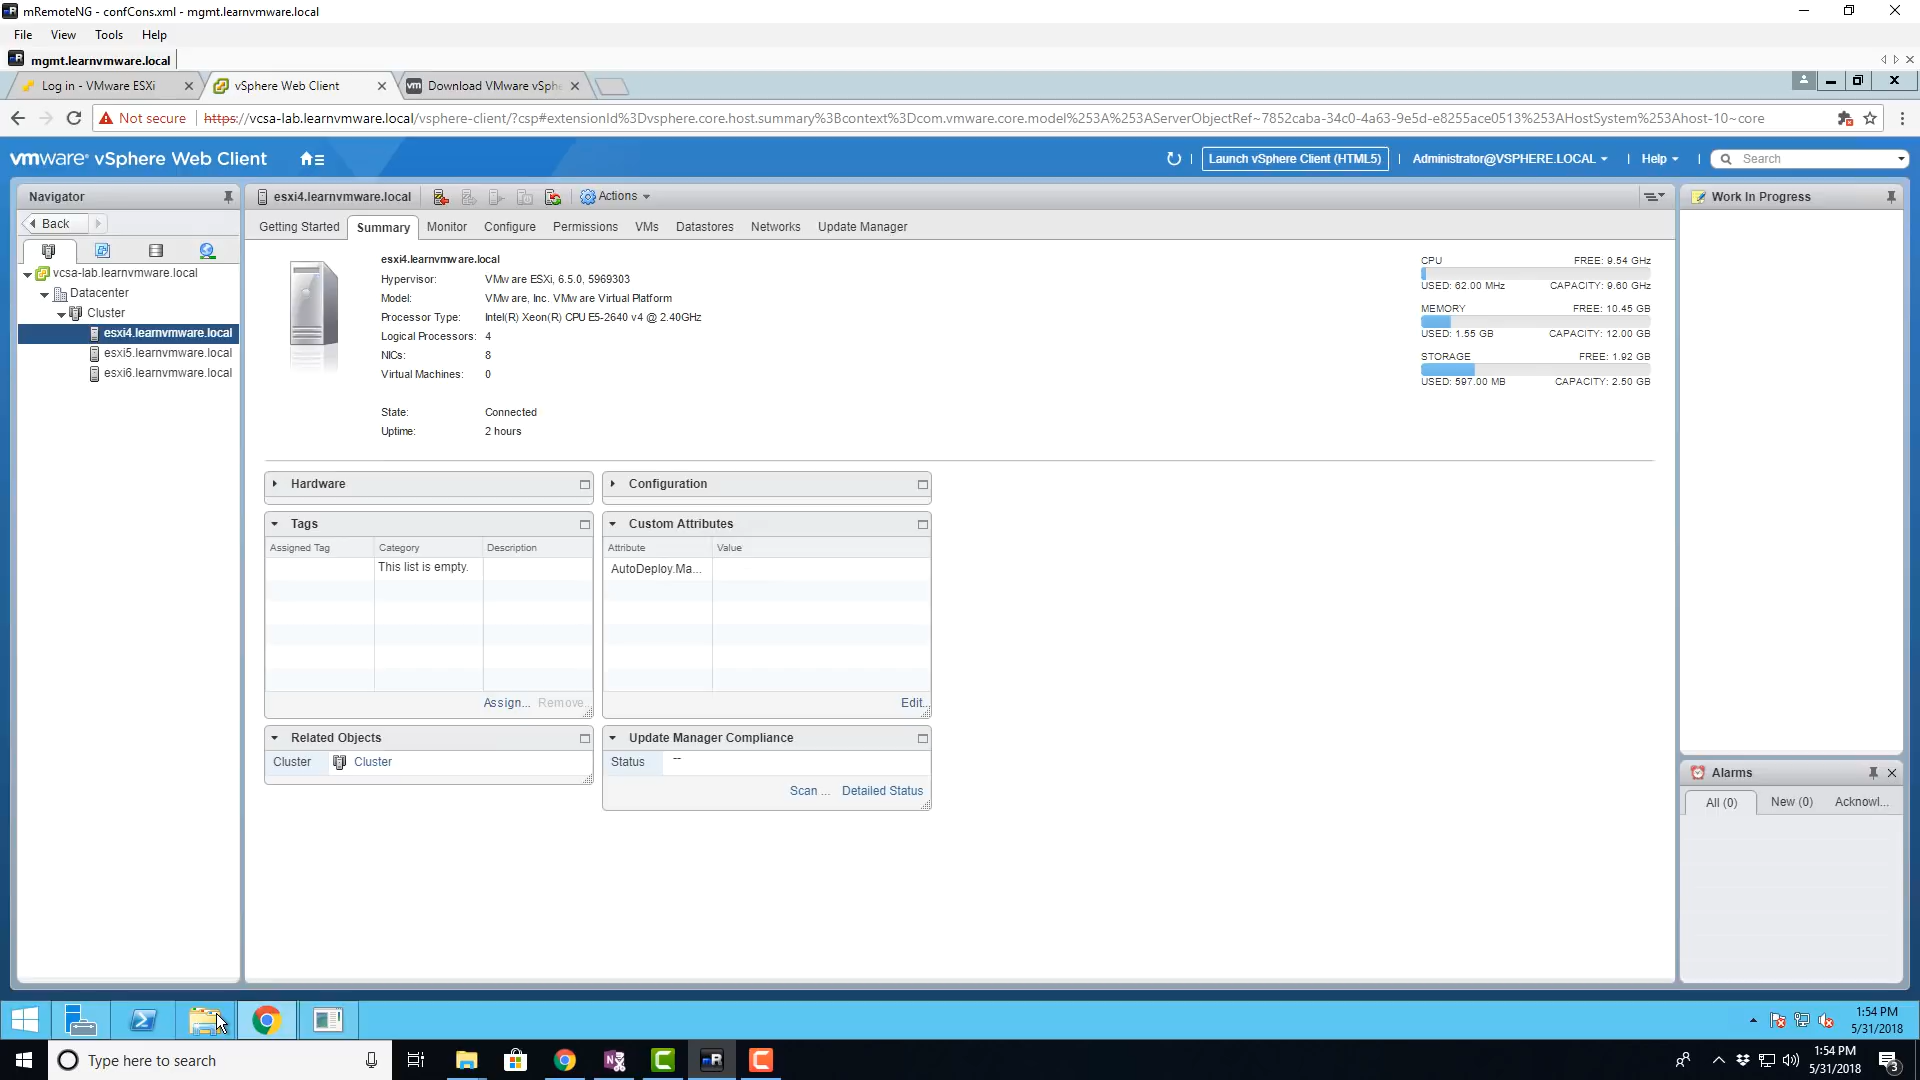 mRemoteNG - confCons.xml - mgmt.learnvmware.local
File View Tools Help
mgmt.learnvmware.local
Log in - VMware ESXi
vSphere Web Client
Download VMware vSph
Not secure https://vcsa-lab.learnvmware.local/vsphere-client/?csp#extensionId%3Dvsphere.core.host.summary%3Bcontext%3Dcom.vmware.core.model%253A%253AServerObjectRef~7852caba-34c0-4a63-9e5d-e8255ace0513%253AHostSystem%253Ahost-10~core
vmware® vSphere Web Client
Launch vSphere Client (HTML5)
Administrator@VSPHERE.LOCAL
Help
Search
Navigator
Back
vcsa-lab.learnvmware.local
Datacenter
Cluster
esxi4.learnvmware.local
esxi5.learnvmware.local
esxi6.learnvmware.local
esxi4.learnvmware.local
Actions
Getting Started Summary Monitor Configure Permissions VMs Datastores Networks Update Manager
esxi4.learnvmware.local
Hypervisor: VMware ESXi, 6.5.0, 5969303
Model: VMware, Inc. VMware Virtual Platform
Processor Type: Intel(R) Xeon(R) CPU E5-2640 v4 @ 2.40GHz
Logical Processors: 4
NICs: 8
Virtual Machines: 0
State: Connected
Uptime: 2 hours
CPU FREE: 9.54 GHz
USED: 62.00 MHz CAPACITY: 9.60 GHz
MEMORY FREE: 10.45 GB
USED: 1.55 GB CAPACITY: 12.00 GB
STORAGE FREE: 1.92 GB
USED: 597.00 MB CAPACITY: 2.50 GB
Hardware
Configuration
Tags
Assigned Tag Category Description
This list is empty.
Assign... Remove
Custom Attributes
Attribute Value
AutoDeploy.Ma...
Edit..
Related Objects
Cluster Cluster
Update Manager Compliance
Status --
Scan ... Detailed Status
Work In Progress
Alarms
All (0) New (0) Acknowl...
1:54 PM
5/31/2018
Type here to search
1:54 PM
5/31/2018
3